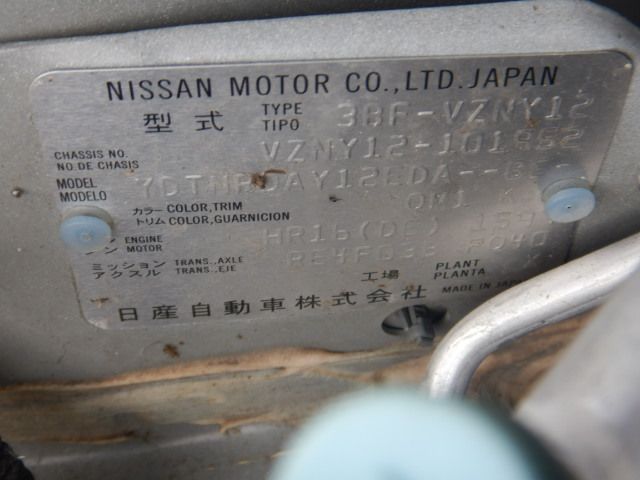 NISSAN MOTOR CO.,LTD.JAPAN
型式 TYPE TIPO 3BF-VZNY12
CHASSIS NO. NO.DE CHASIS VZNY12-101862
MODEL MODELO
カラー COLOR,TRIM QM1
トリム COLOR,GUARNICION
ENGINE MOTOR HR16(DE)
ミッション TRANS.,AXLE
アクスル TRANS.,EJE
工場 PLANT PLANTA
日産自動車株式会社 MADE IN JAPAN